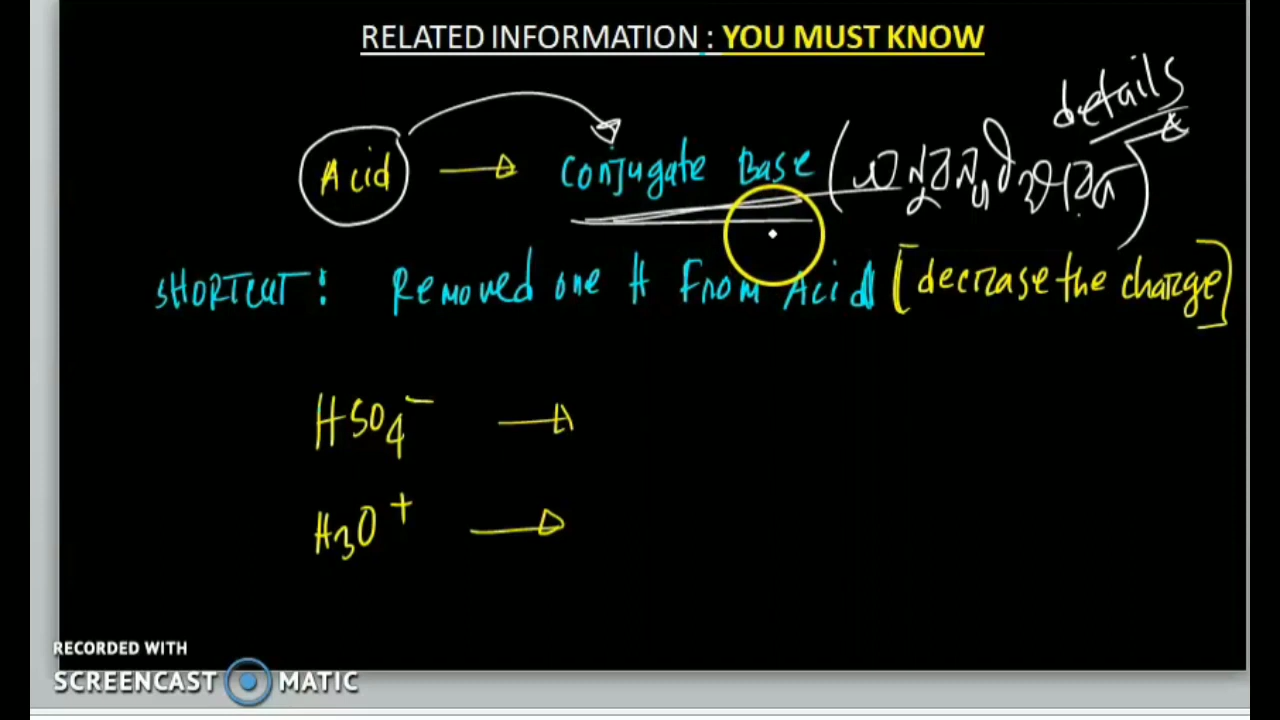 RELATED INFORMATION : YOU MUST KNOW
details
Acid → Conjugate Base
SHORTCUT: Removed one H From Acid [decrase the charge]
HSO4⁻ →
H3O⁺ →
RECORDED WITH
SCREENCAST MATIC